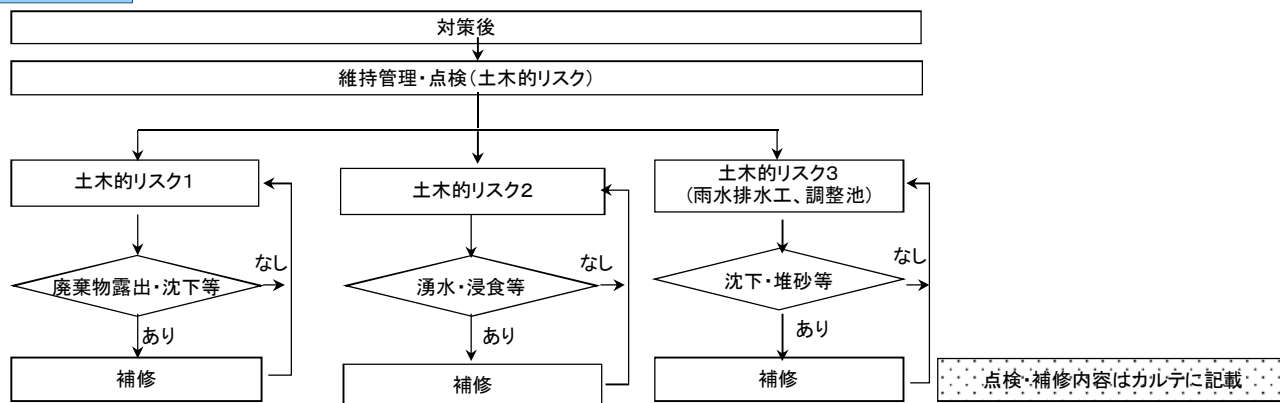 対策後
維持管理・点検(土木的リスク)
土木的リスク1
土木的リスク2
土木的リスク3
(雨水排水工、調整池)
廃棄物露出・沈下等
なし
湧水・浸食等
なし
沈下・堆砂等
なし
あり
あり
あり
補修
補修
補修
点検・補修内容はカルテに記載